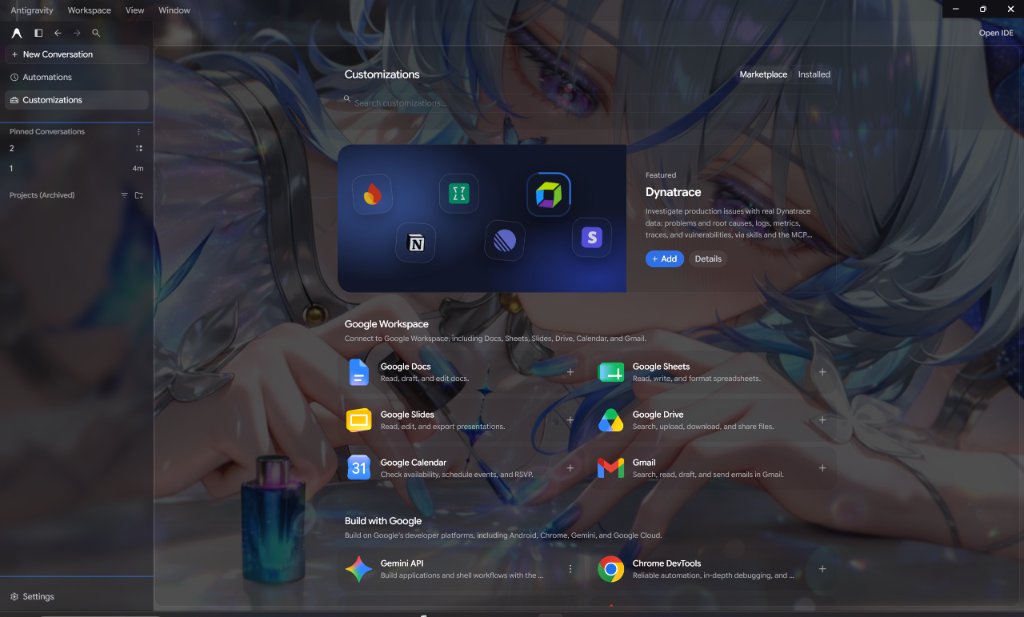 Antigravity Workspace View Window
Open IDE
+ New Conversation
Automations
Customizations
Pinned Conversations
2
1 4m
Projects (Archived)
Settings
Customizations
Marketplace Installed
Search customizations...
N
S
Featured
Dynatrace
Investigate production issues with real Dynatrace
data: problems and root causes, logs, metrics,
traces, and vulnerabilities, via skills and the MCP...
+ Add Details
Google Workspace
Connect to Google Workspace, including Docs, Sheets, Slides, Drive, Calendar, and Gmail.
Google Docs
Read, draft, and edit docs.
Google Sheets
Read, write, and format spreadsheets.
Google Slides
Read, edit, and export presentations.
Google Drive
Search, upload, download, and share files.
31
Google Calendar
Check availability, schedule events, and RSVP.
Gmail
Search, read, draft, and send emails in Gmail.
Build with Google
Build on Google's developer platforms, including Android, Chrome, Gemini, and Google Cloud.
Gemini API
Build applications and shell workflows with the ...
Chrome DevTools
Reliable automation, in-depth debugging, and ...